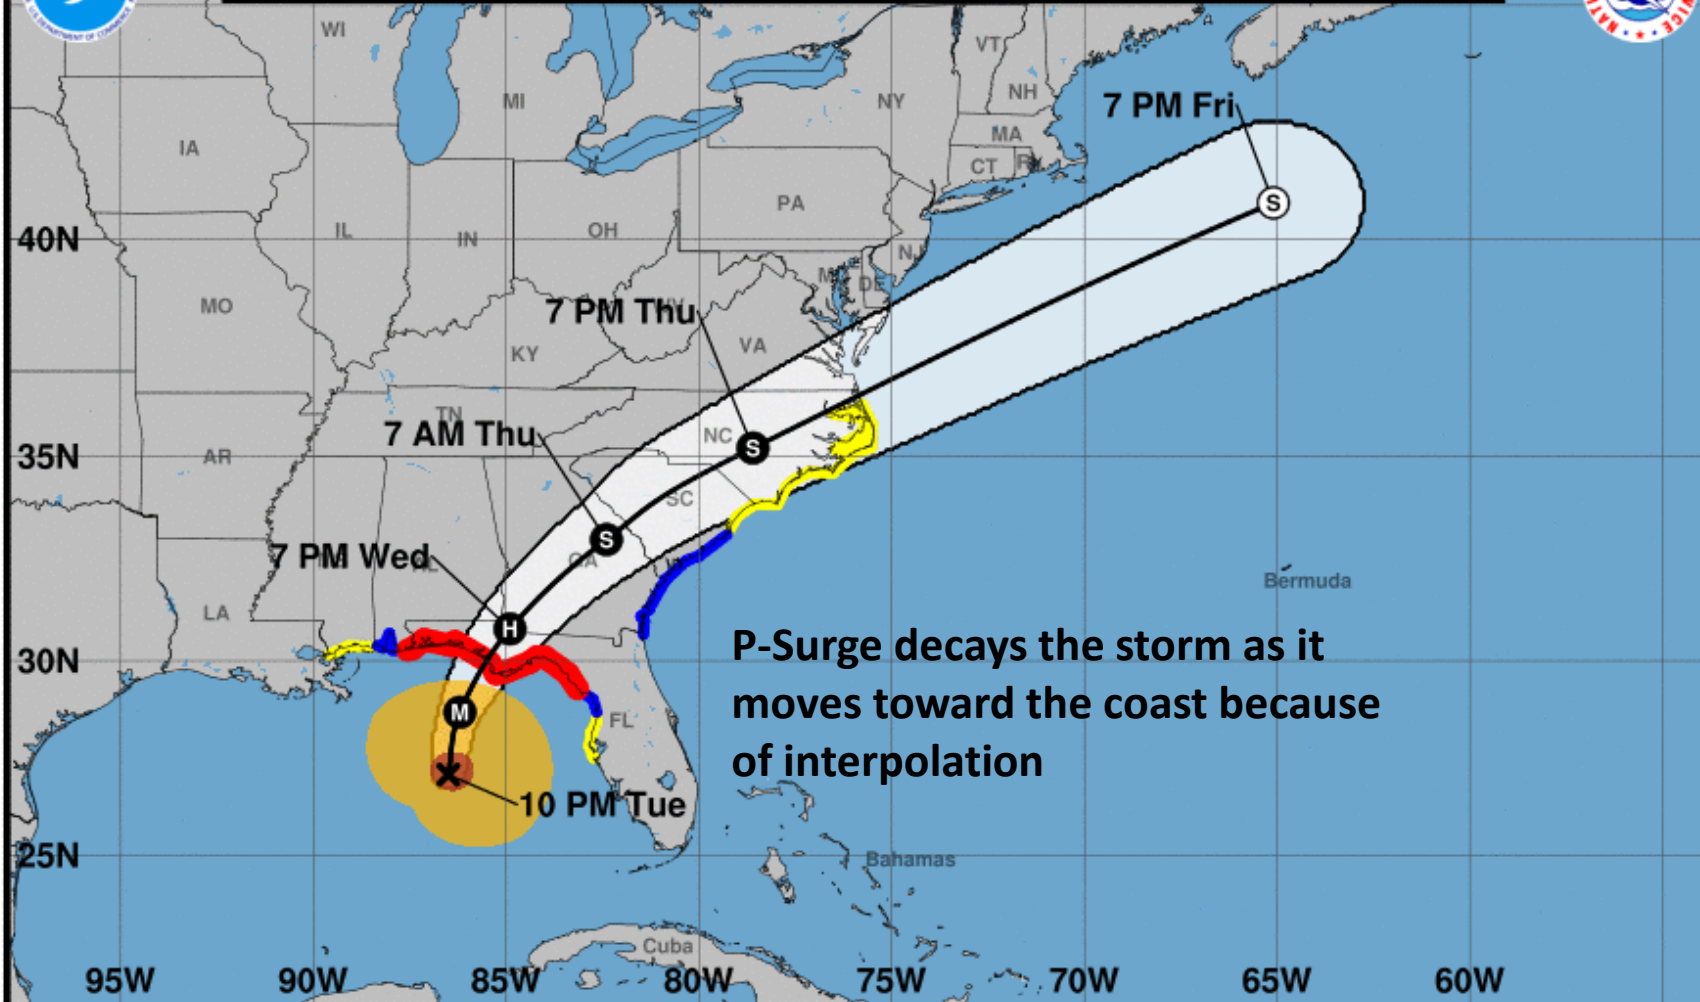 U.S. DEPARTMENT OF COMMERCE
WI
VT
MI
NY
NH
7 PM Fri
MA
IA
CT
RI
PA
S
IL
IN
OH
40N
NJ
MO
DE
7 PM Thu
KY
VA
TN
7 AM Thu
NC
S
AR
35N
SC
7 PM Wed
S
GA
Bermuda
LA
H
P-Surge decays the storm as it
30N
moves toward the coast because
M
FL
of interpolation
10 PM Tue
25N
Bahamas
Cuba
95W 90W 85W 80W 75W 70W 65W 60W